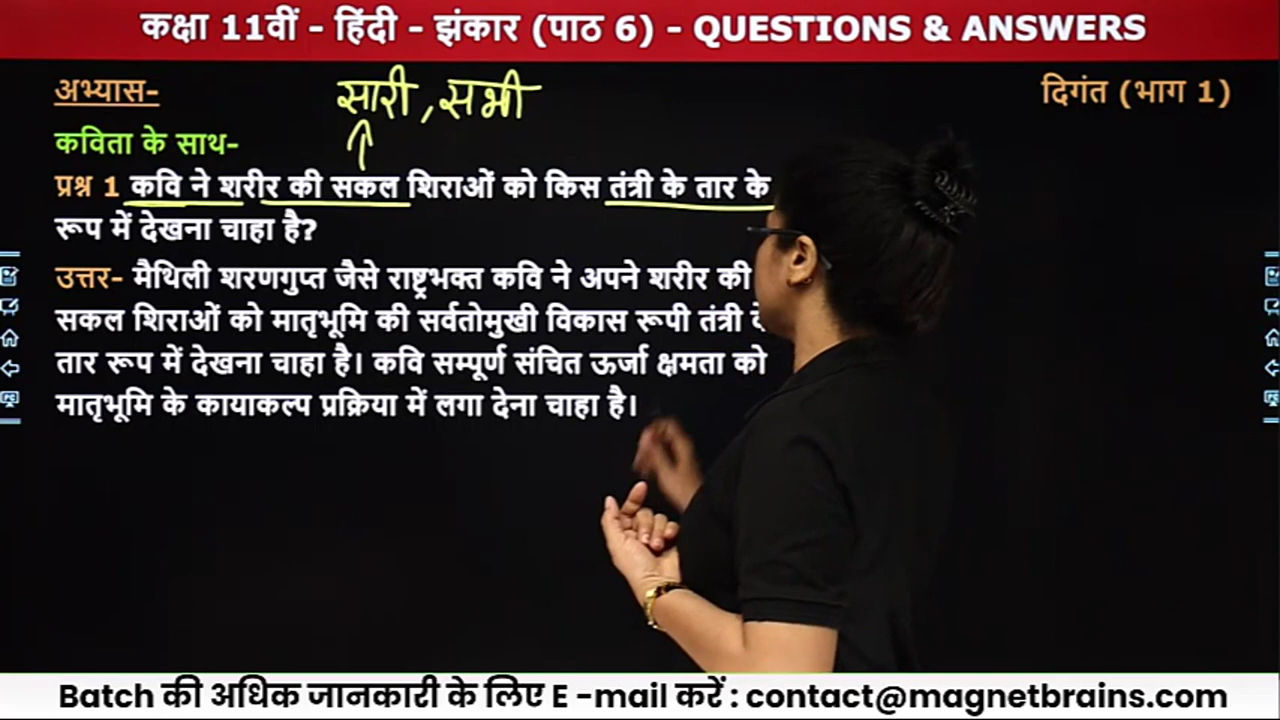 कक्षा 11वीं - हिंदी - झंकार (पाठ 6) - QUESTIONS & ANSWERS
अभ्यास-
सारी, सभी
दिगंत (भाग 1)
कविता के साथ-
प्रश्न 1 कवि ने शरीर की सकल शिराओं को किस तंत्री के तार के
रूप में देखना चाहा है?
उत्तर- मैथिली शरणगुप्त जैसे राष्ट्रभक्त कवि ने अपने शरीर की
सकल शिराओं को मातृभूमि की सर्वतोमुखी विकास रूपी तंत्री
तार रूप में देखना चाहा है। कवि सम्पूर्ण संचित ऊर्जा क्षमता को
मातृभूमि के कायाकल्प प्रक्रिया में लगा देना चाहा है।
Batch की अधिक जानकारी के लिए E -mail करें : contact@magnetbrains.com